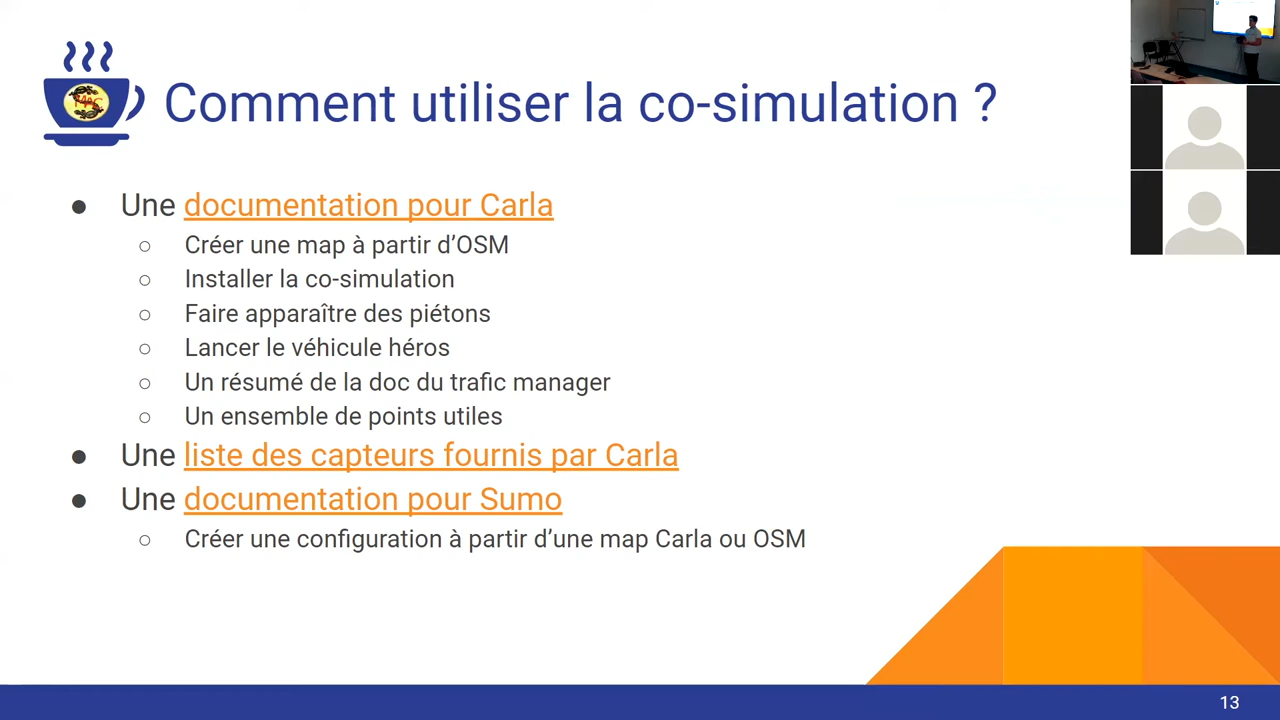 Comment utiliser la co-simulation ?
● Une documentation pour Carla
○ Créer une map à partir d’OSM
○ Installer la co-simulation
○ Faire apparaître des piétons
○ Lancer le véhicule héros
○ Un résumé de la doc du trafic manager
○ Un ensemble de points utiles
● Une liste des capteurs fournis par Carla
● Une documentation pour Sumo
○ Créer une configuration à partir d’une map Carla ou OSM
13